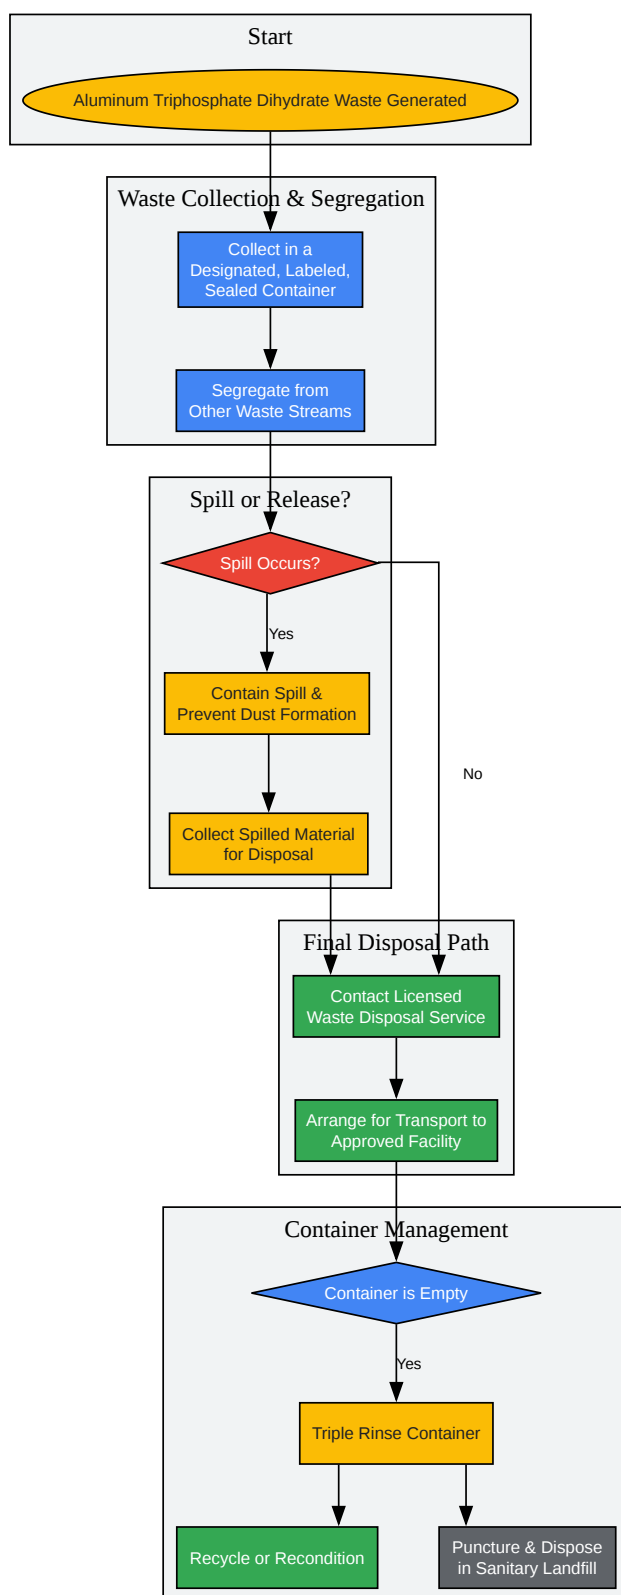 Start
Aluminum Triphosphate Dihydrate Waste Generated
Waste Collection & Segregation
Collect in a
Designated, Labeled,
Sealed Container
Segregate from
Other Waste Streams
Spill or Release?
Spill Occurs?
Yes
Contain Spill &
Prevent Dust Formation
No
Collect Spilled Material
for Disposal
Final Disposal Path
Contact Licensed
Waste Disposal Service
Arrange for Transport to
Approved Facility
Container Management
Container is Empty
Yes
Triple Rinse Container
Recycle or Recondition
Puncture & Dispose
in Sanitary Landfill